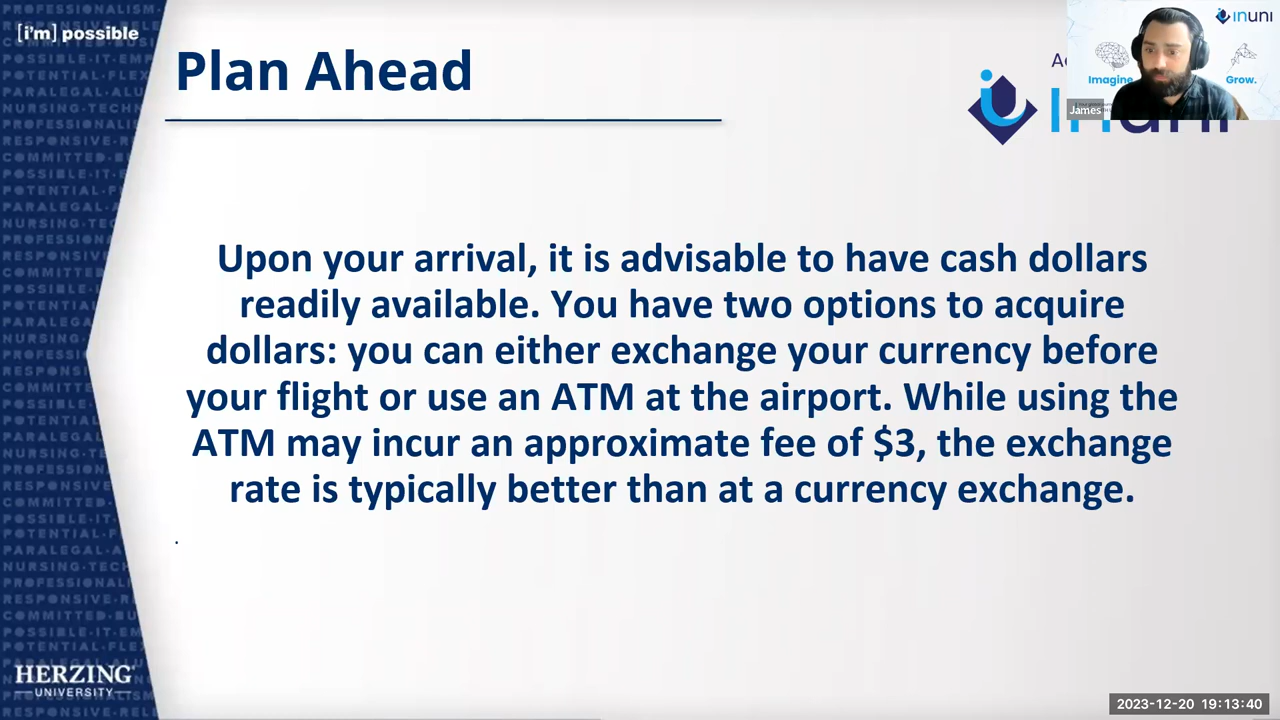 [i'm] possible
Plan Ahead
inuni
Imagine
Grow.
James
Upon your arrival, it is advisable to have cash dollars
readily available. You have two options to acquire
dollars: you can either exchange your currency before
your flight or use an ATM at the airport. While using the
ATM may incur an approximate fee of $3, the exchange
rate is typically better than at a currency exchange.
.
HERZING
UNIVERSITY
2023-12-20 19:13:40